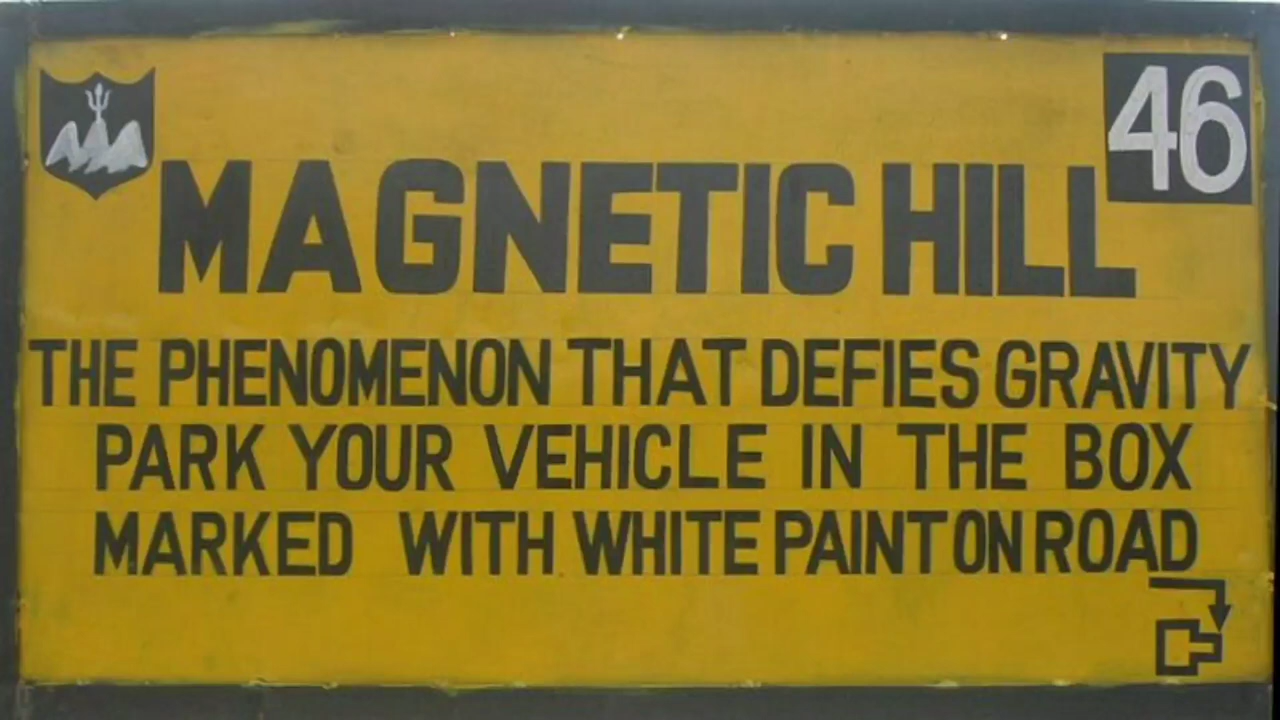 46
MAGNETIC HILL
THE PHENOMENON THAT DEFIES GRAVITY
PARK YOUR VEHICLE IN THE BOX
MARKED WITH WHITE PAINT ON ROAD